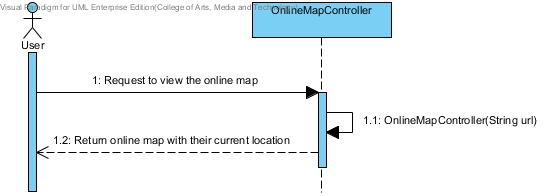 Visual Paradigm for UML Enterprise Edition(College of Arts, Media and
OnlineMapController
User
1: Request to view the online map
1.1: OnlineMapController(String url)
1.2: Return online map with their current location